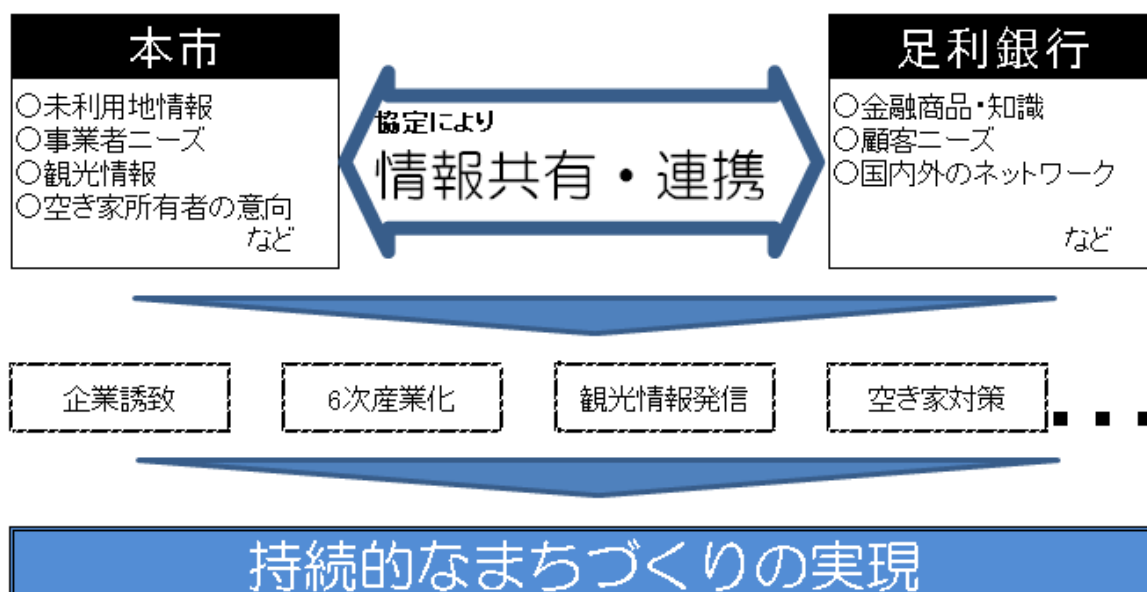 本市
○未利用地情報
○事業者ニーズ
○観光情報
○空き家所有者の意向
など
協定により
情報共有・連携
足利銀行
○金融商品・知識
○顧客ニーズ
○国内外のネットワーク
など
企業誘致
6次産業化
観光情報発信
空き家対策
・・・
持続的なまちづくりの実現